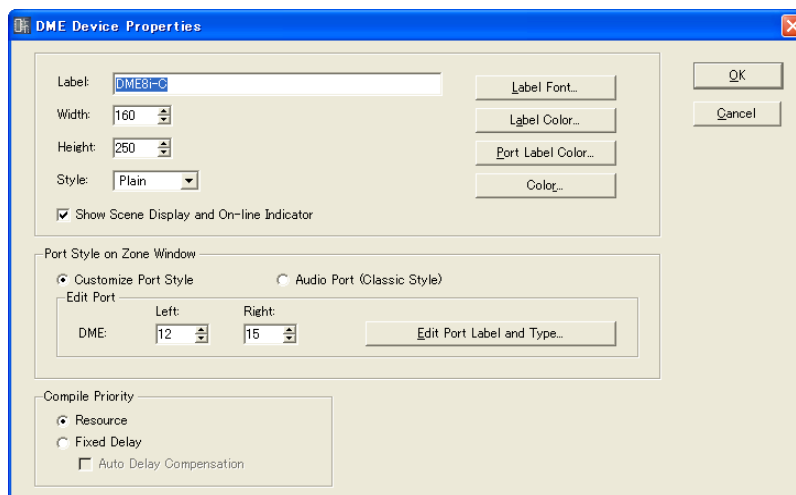 DME Device Properties
Label: DME8i-C Label Font... OK
Width: 160 Label Color... Cancel
Height: 250 Port Label Color...
Style: Plain Color...
Show Scene Display and On-line Indicator
Port Style on Zone Window
Customize Port Style Audio Port (Classic Style)
Edit Port
Left: Right:
DME: 12 15 Edit Port Label and Type...
Compile Priority
Resource
Fixed Delay
Auto Delay Compensation